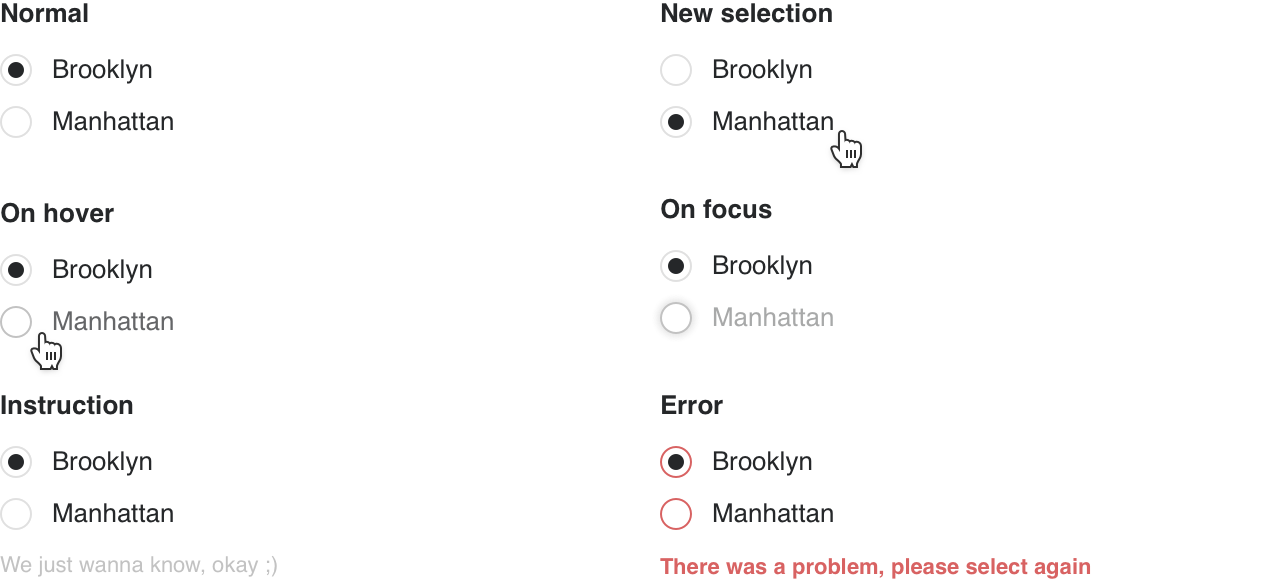 Normal
Brooklyn
Manhattan
New selection
Brooklyn
Manhattan
On hover
Brooklyn
Manhattan
On focus
Brooklyn
Manhattan
Instruction
Brooklyn
Manhattan
We just wanna know, okay ;)
Error
Brooklyn
Manhattan
There was a problem, please select again